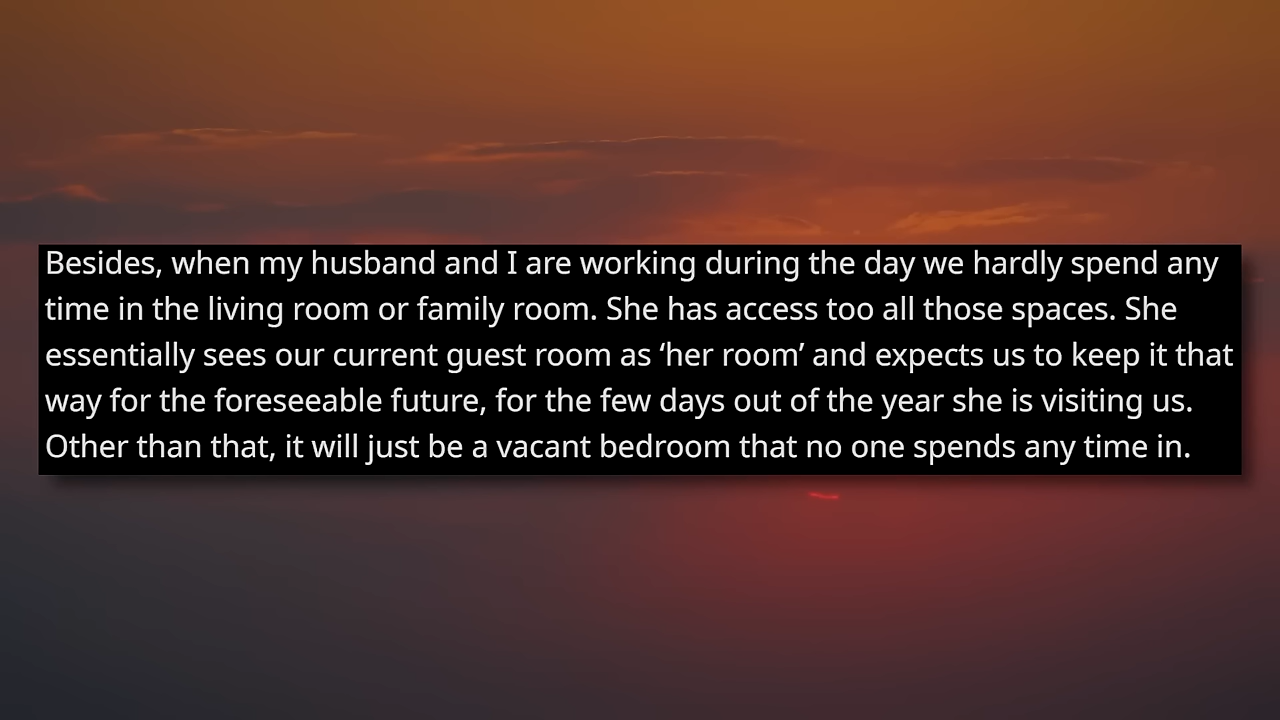 Besides, when my husband and I are working during the day we hardly spend any
time in the living room or family room. She has access too all those spaces. She
essentially sees our current guest room as ‘her room’ and expects us to keep it that
way for the foreseeable future, for the few days out of the year she is visiting us.
Other than that, it will just be a vacant bedroom that no one spends any time in.